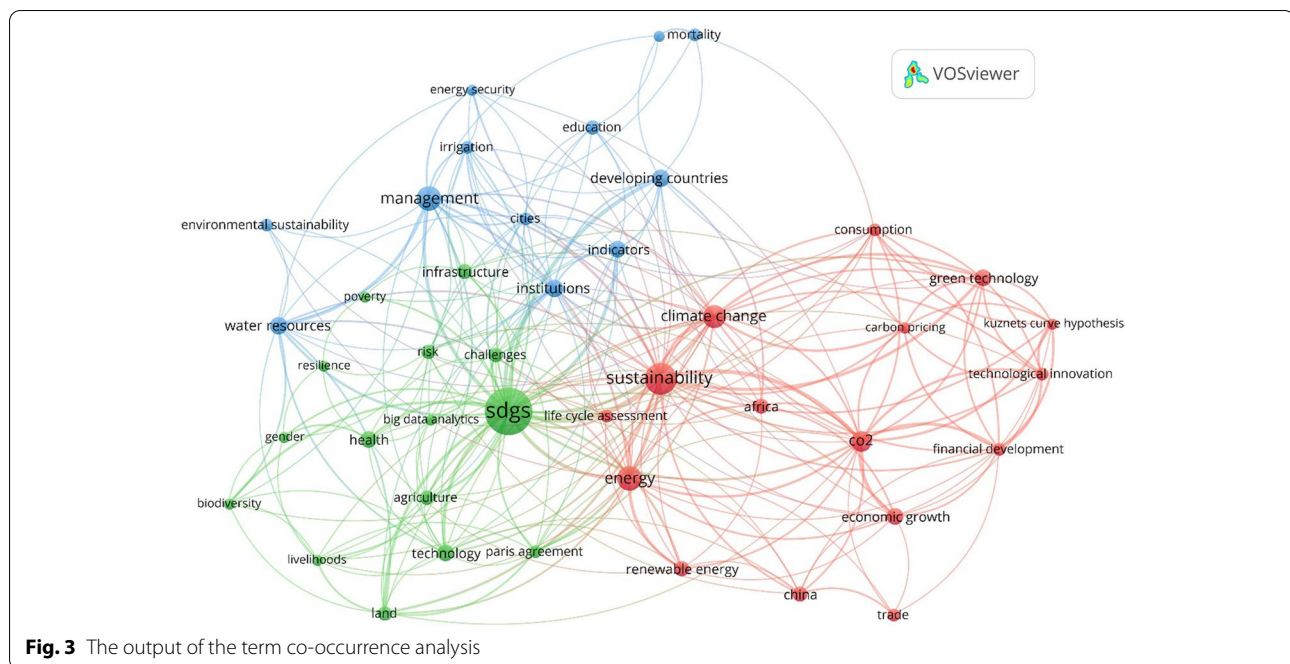 mortality
VOSviewer
energy security
education
irrigation
developing countries
management
cities
environmental sustainability
consumption
indicators
infrastructure
green technology
institutions
poverty
climate change
water resources
carbon pricing
kuznets curve hypothesis
risk
challenges
resilience
technological innovation
sustainability
sdgs
life cycle assessment
africa
big data analytics
gender
health
co2
financial development
energy
agriculture
biodiversity
economic growth
livelihoods
technology
paris agreement
renewable energy
china
land
trade
Fig. 3 The output of the term co-occurrence analysis